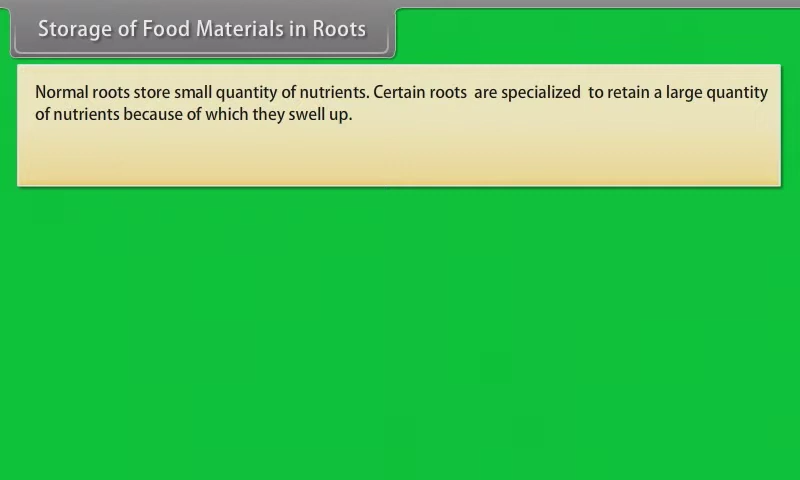 Storage of Food Materials in Roots
Normal roots store small quantity of nutrients. Certain roots  are specialized  to retain a large quantity
of nutrients because of which they swell up.